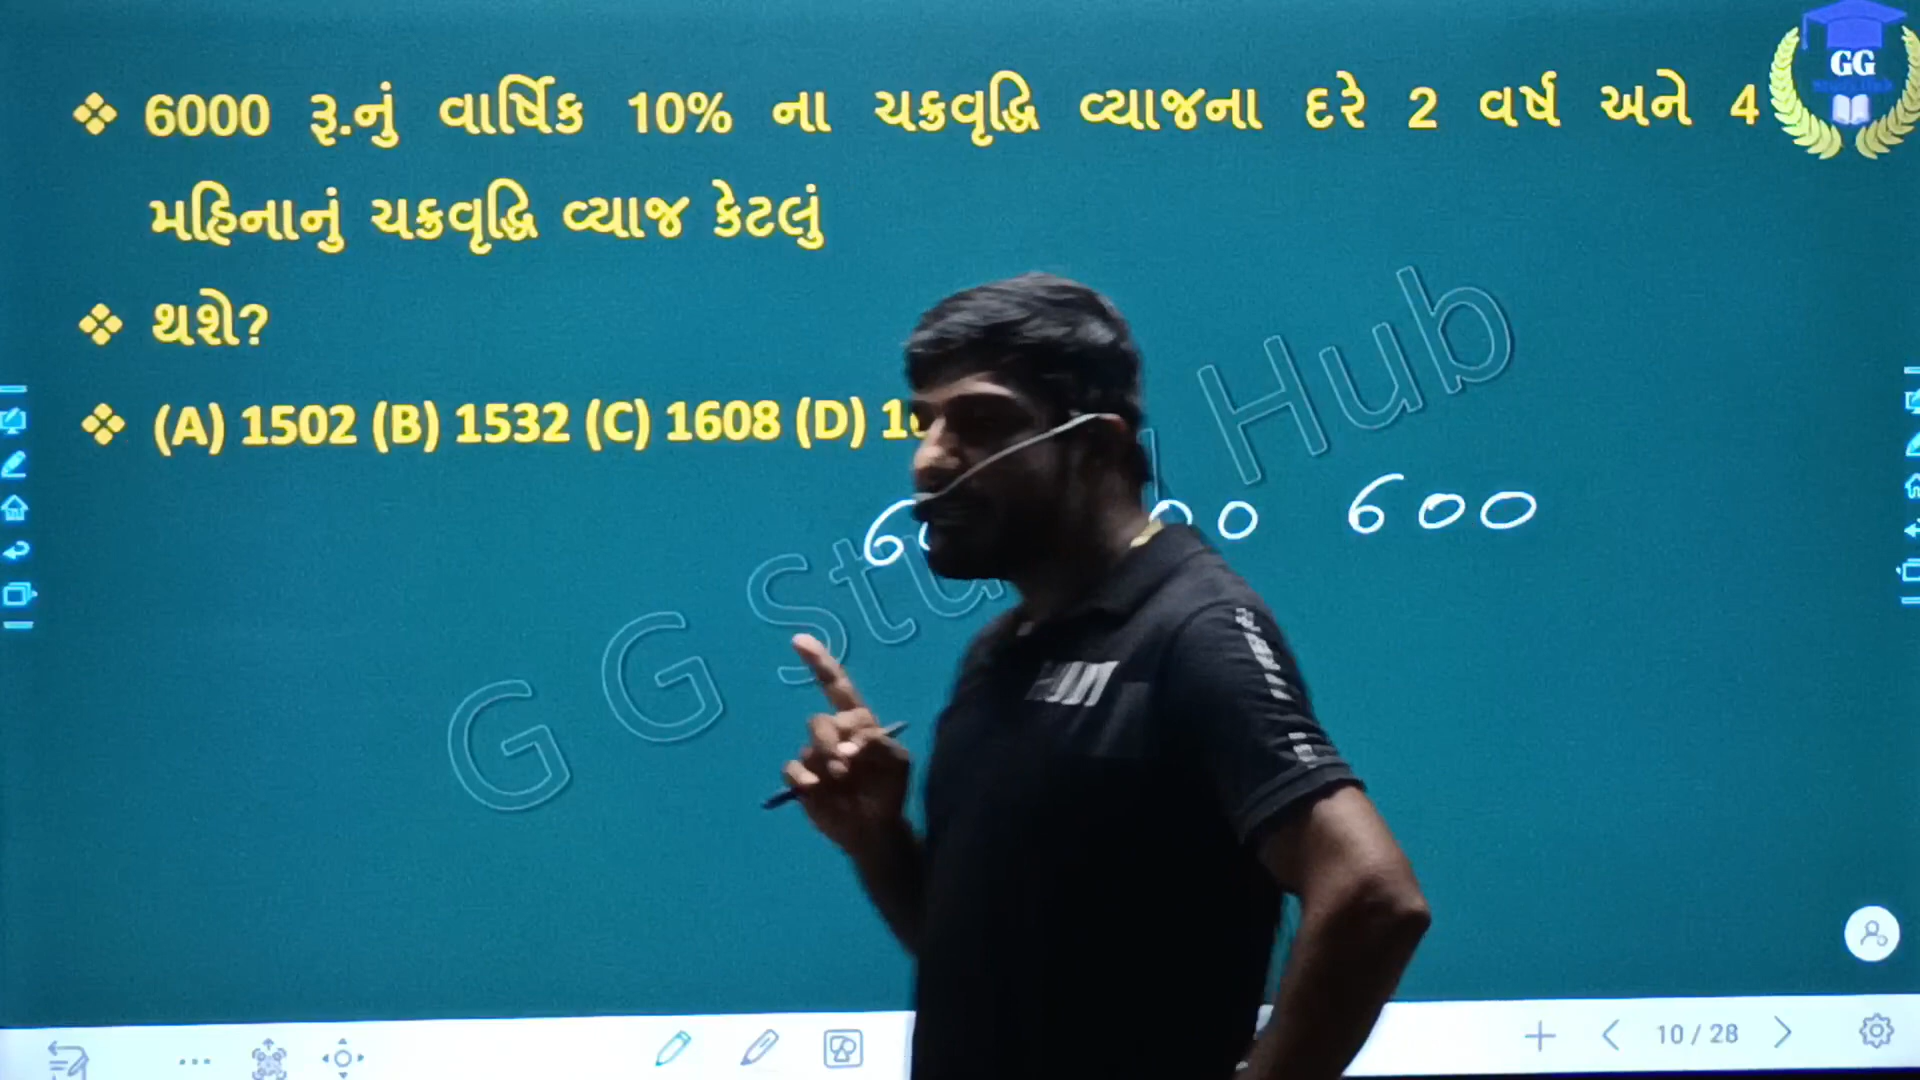 ❖ 6000 રૂ.નું વાર્ષિક 10% ના ચક્રવૃદ્ધિ વ્યાજના દરે 2 વર્ષ અને 4
મહિનાનું ચક્રવૃદ્ધિ વ્યાજ કેટલું
❖ થશે?
❖ (A) 1502 (B) 1532 (C) 1608 (D)
600
G G Study Hub
GG
10 / 28